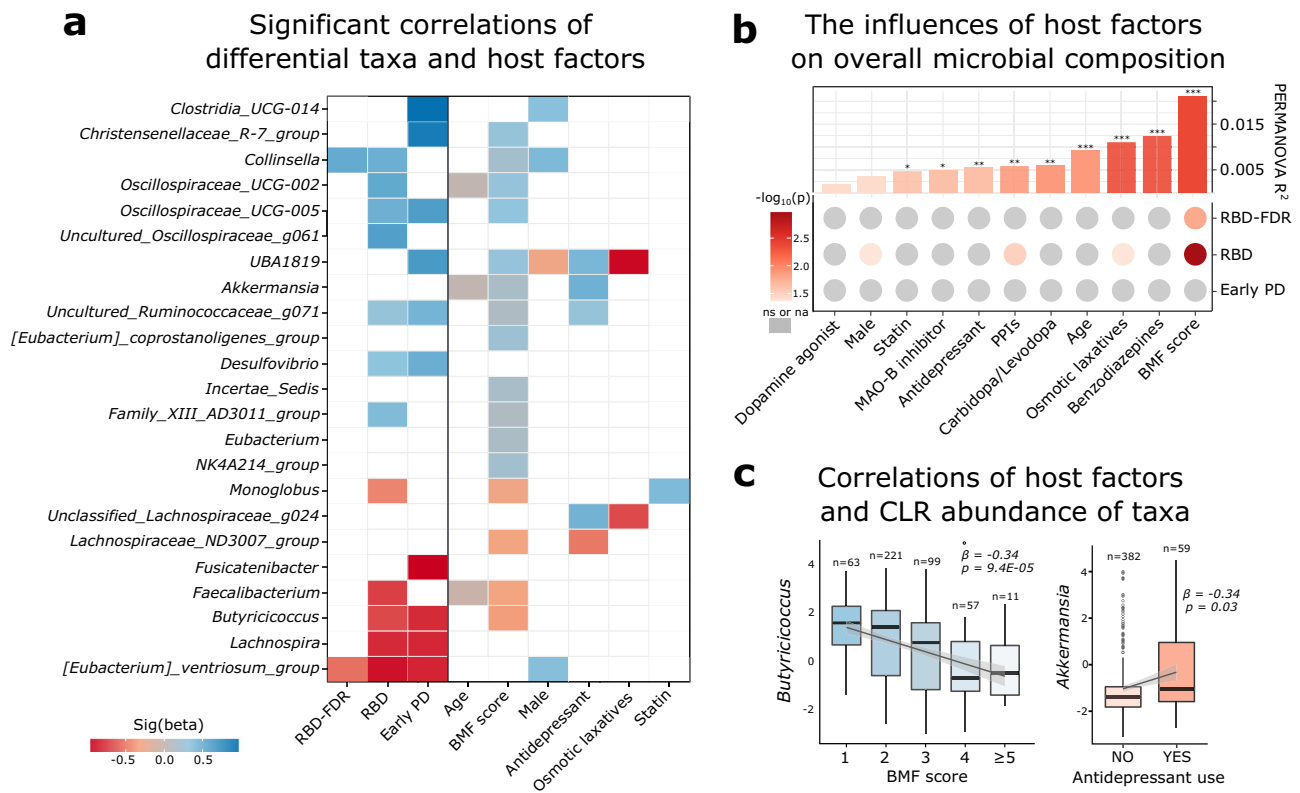 a
Significant correlations of
differential taxa and host factors
Clostridia_UCG-014
Christensenellaceae_R-7_group
Collinsella
Oscillospiraceae_UCG-002
Oscillospiraceae_UCG-005
Uncultured_Oscillospiraceae_g061
UBA1819
Akkermansia
Uncultured_Ruminococcaceae_g071
[Eubacterium]_coprostanoligenes_group
Desulfovibrio
Incertae_Sedis
Family_XIII_AD3011_group
Eubacterium
NK4A214_group
Monoglobus
Unclassified_Lachnospiraceae_g024
Lachnospiraceae_ND3007_group
Fusicatenibacter
Faecalibacterium
Butyricicoccus
Lachnospira
[Eubacterium]_ventriosum_group
RBD-FDR
RBD
Early PD
Age
BMF score
Male
Antidepressant
Osmotic laxatives
Statin
Sig(beta)
-0.5 0.0 0.5
b
The influences of host factors
on overall microbial composition
* * ** ** ** *** *** *** ***
0.015
0.005
PERMANOVA R²
-log₁₀(p)
2.5
2.0
1.5
ns or na
RBD-FDR
RBD
Early PD
Dopamine agonist
Male
Statin
MAO-B inhibitor
Antidepressant
PPIs
Carbidopa/Levodopa
Age
Osmotic laxatives
Benzodiazepines
BMF score
c
Correlations of host factors
and CLR abundance of taxa
Butyricicoccus
4
2
0
-2
n=63
n=221
n=99
n=57
n=11
β = -0.34
p = 9.4E-05
1 2 3 4 ≥5
BMF score
Akkermansia
4
2
0
-2
n=382
n=59
β = -0.34
p = 0.03
NO YES
Antidepressant use